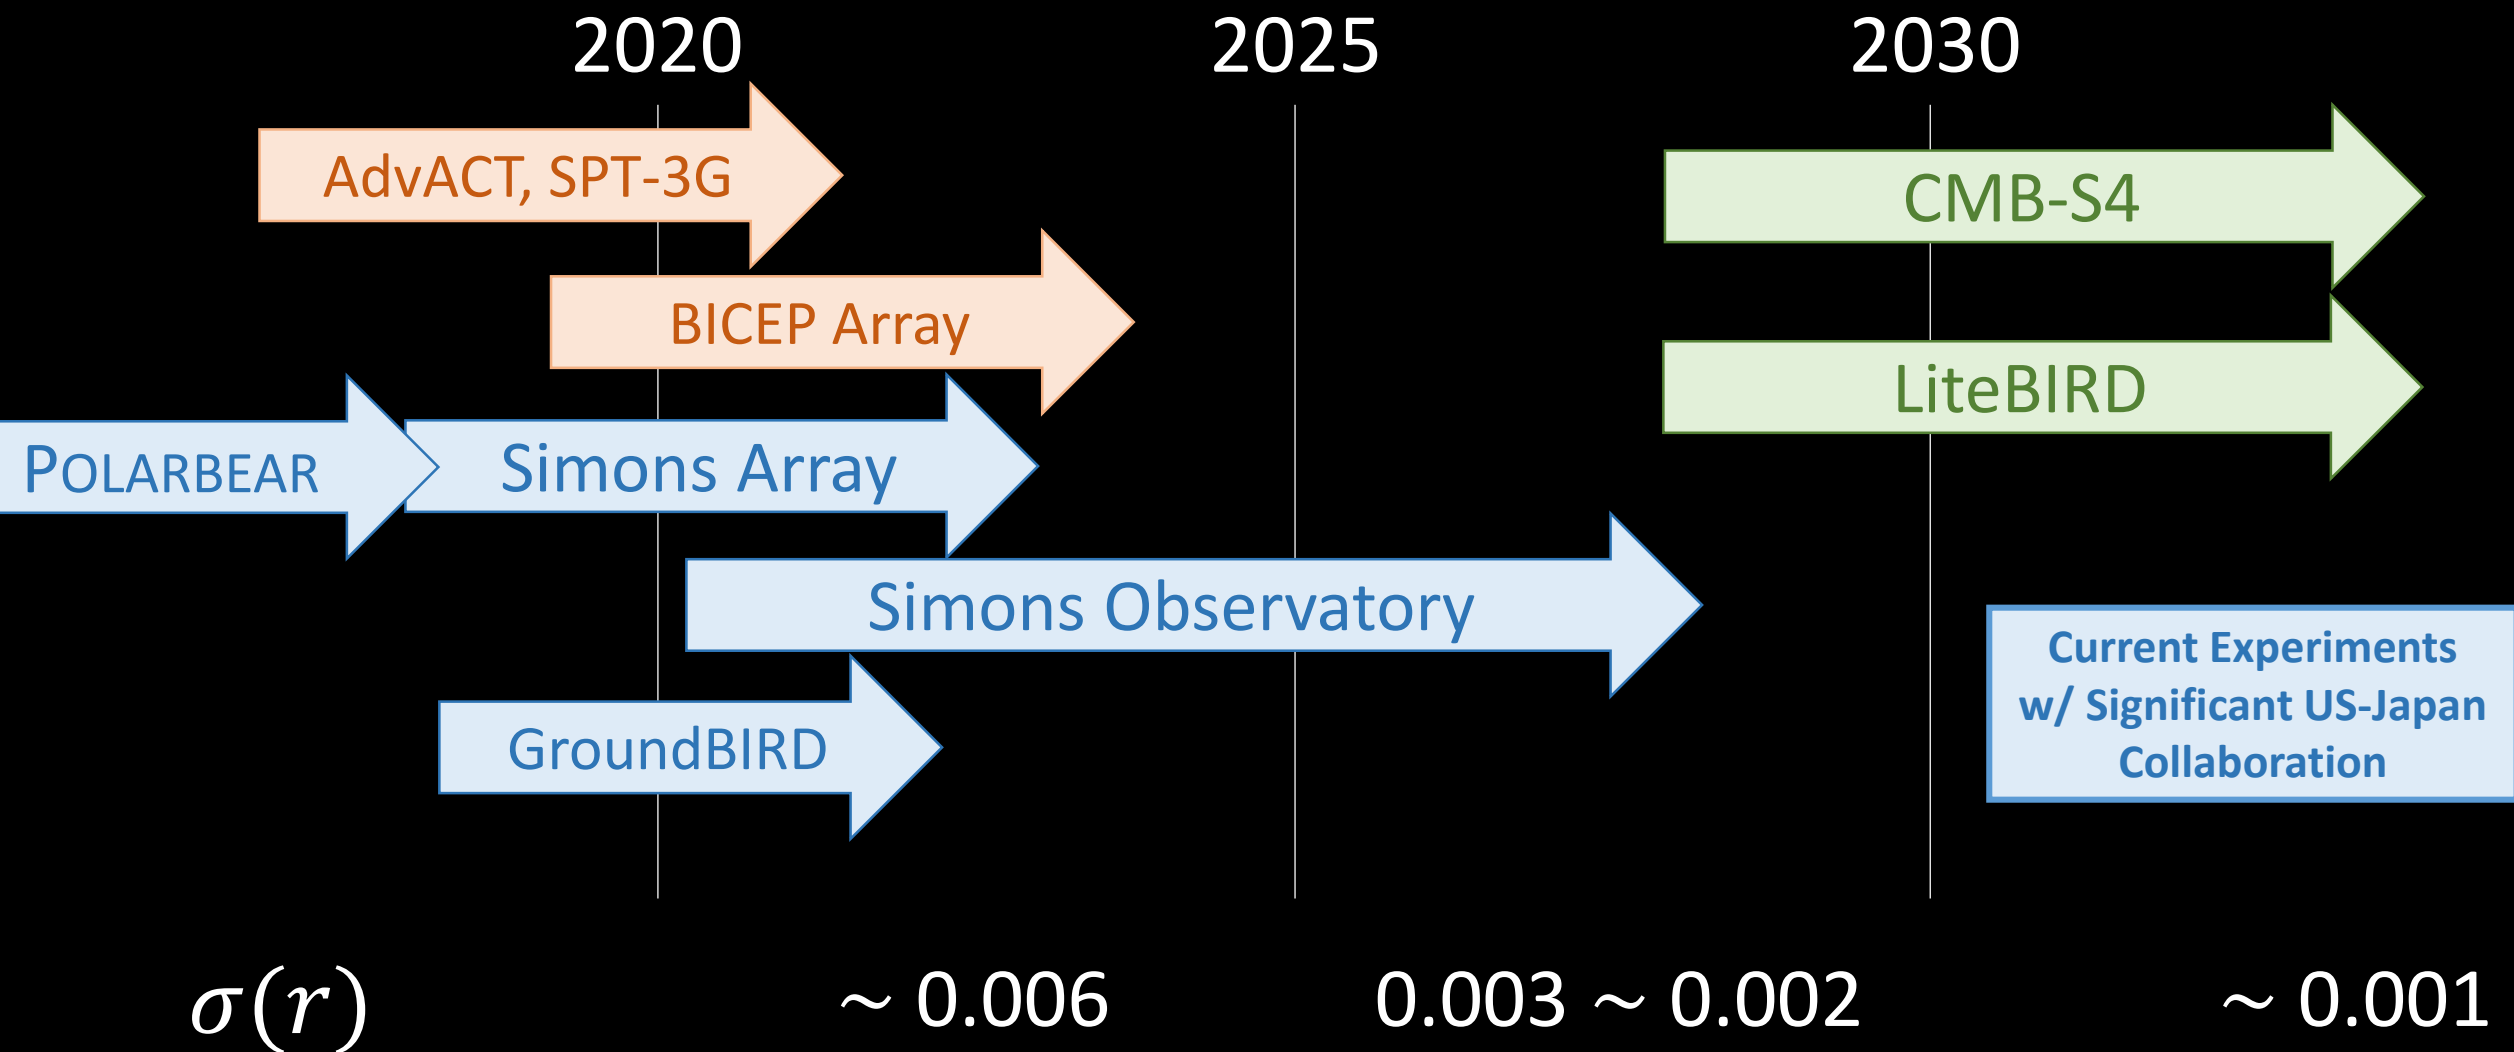 2020 2025 2030
AdvACT, SPT-3G
CMB-S4
BICEP Array
LiteBIRD
POLARBEAR
Simons Array
Simons Observatory
Current Experiments
w/ Significant US-Japan
Collaboration
GroundBIRD
σ(r) ~ 0.006 0.003 ~ 0.002 ~ 0.001